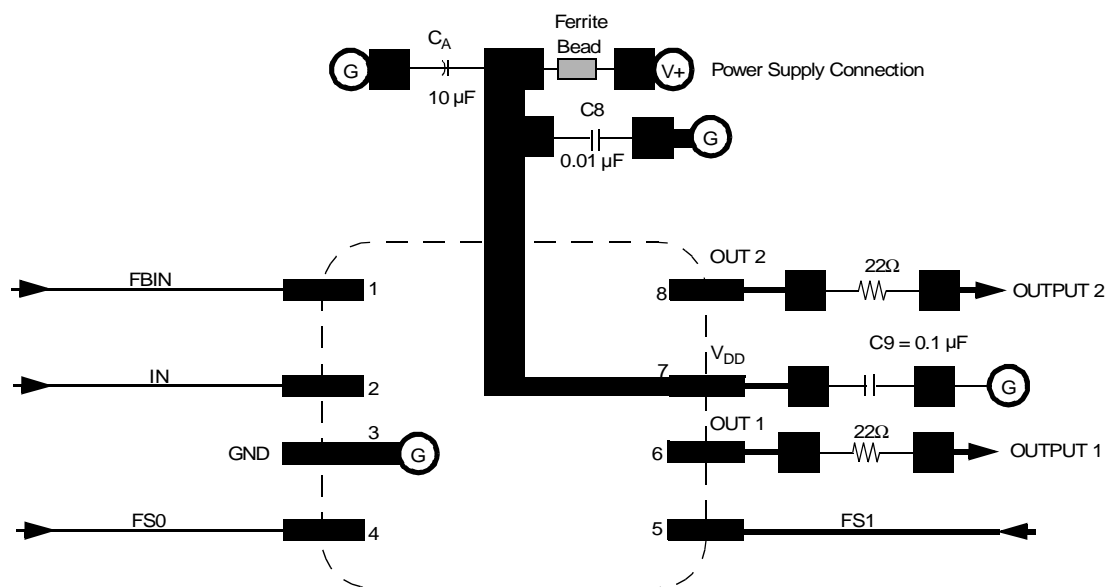 Ferrite
Bead
CA
G
V+
Power Supply Connection
10 µF
C8
G
0.01 µF
FBIN
1
OUT 2
8
22Ω
OUTPUT 2
IN
2
VDD
7
C9 = 0.1 µF
G
3
GND
G
OUT 1
6
22Ω
OUTPUT 1
FS0
4
5
FS1